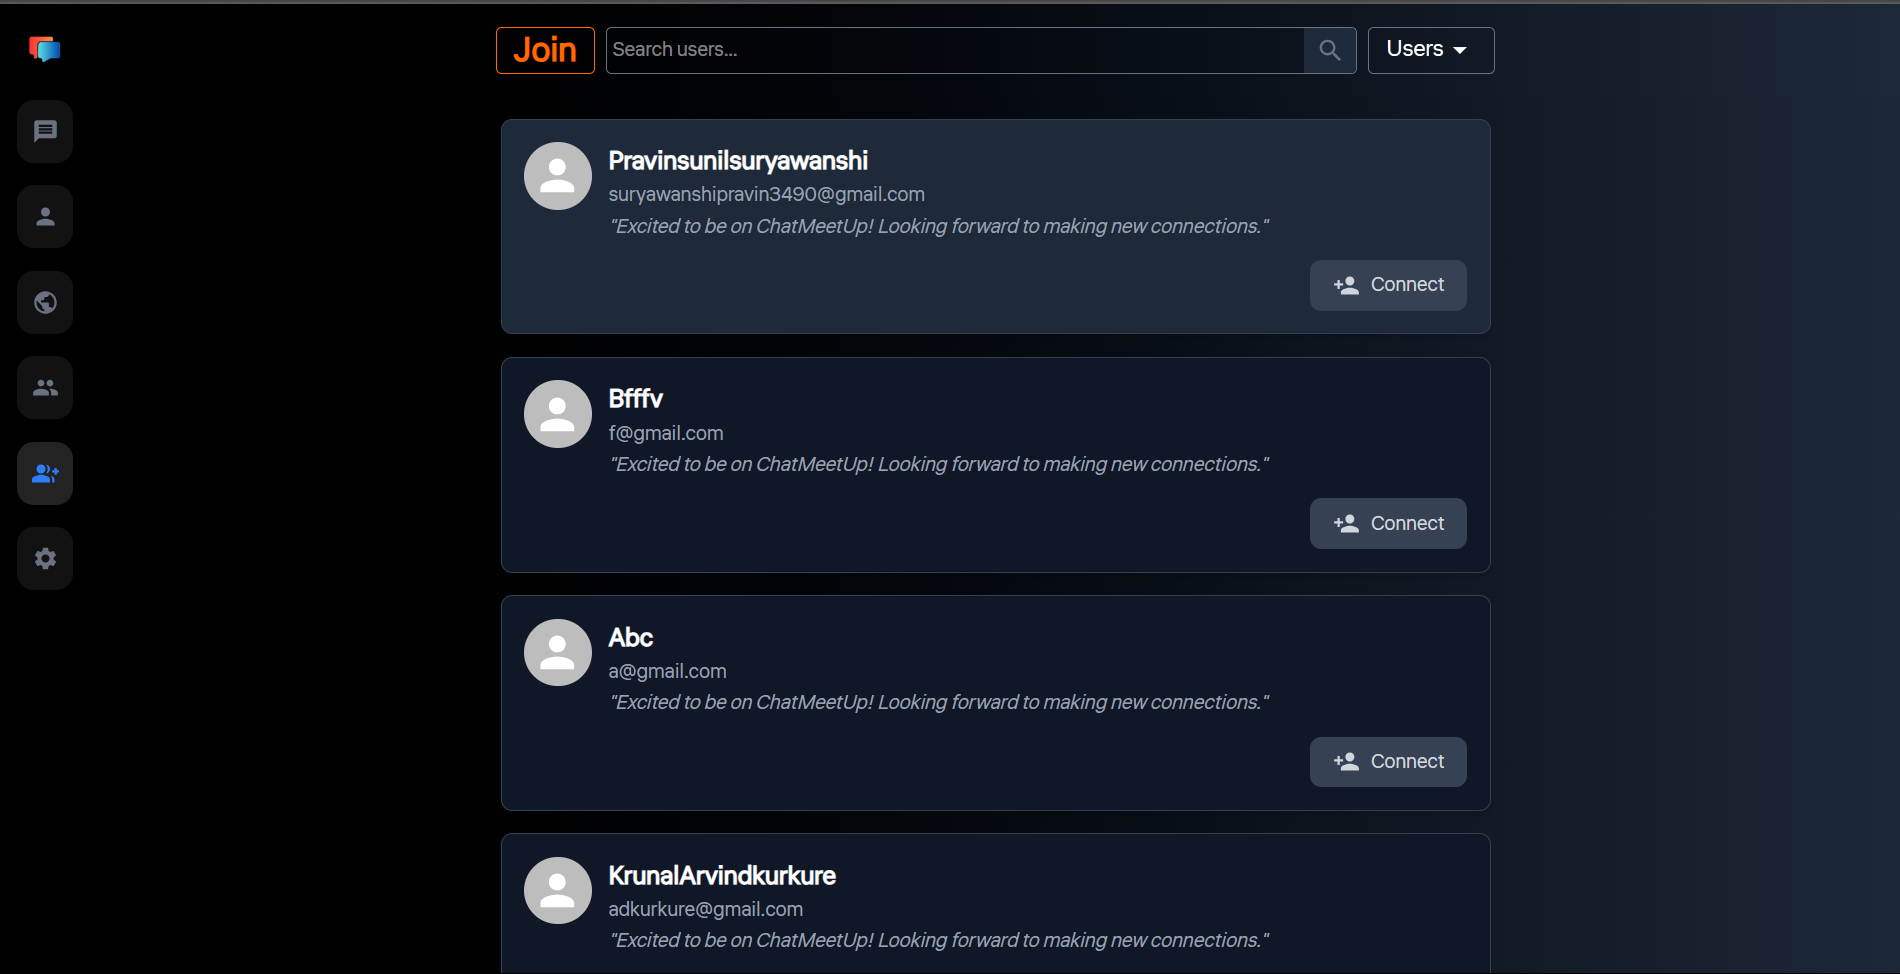 Join
Search users...
Users
Pravinsunilsuryawanshi
suryawanshipravin3490@gmail.com
"Excited to be on ChatMeetUp! Looking forward to making new connections."
Connect
Bfffv
f@gmail.com
"Excited to be on ChatMeetUp! Looking forward to making new connections."
Connect
Abc
a@gmail.com
"Excited to be on ChatMeetUp! Looking forward to making new connections."
Connect
KrunalArvindkurkure
adkurkure@gmail.com
"Excited to be on ChatMeetUp! Looking forward to making new connections."